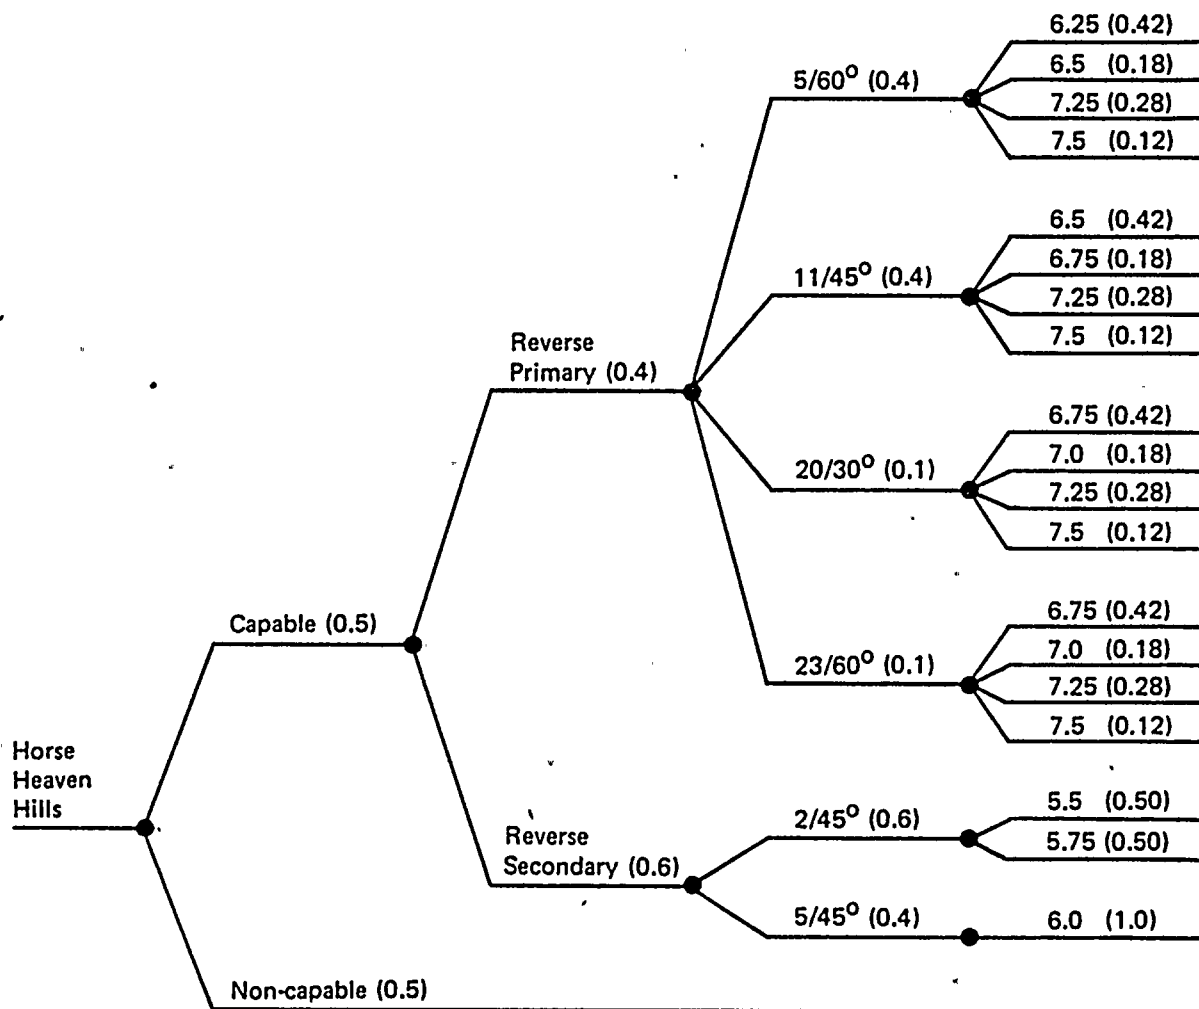 6.25 (0.42)
5/60° (0.4)
6.5 (0.18)
7.25 (0.28)
7.5 (0.12)
6.5 (0.42)
11/45° (0.4)
6.75 (0.18)
7.25 (0.28)
7.5 (0.12)
Reverse
Primary (0.4)
6.75 (0.42)
20/30° (0.1)
7.0 (0.18)
7.25 (0.28)
7.5 (0.12)
Capable (0.5)
6.75 (0.42)
23/60° (0.1)
7.0 (0.18)
7.25 (0.28)
7.5 (0.12)
Horse
Heaven
Hills
Reverse
Secondary (0.6)
2/45° (0.6)
5.5 (0.50)
5.75 (0.50)
5/45° (0.4)
6.0 (1.0)
Non-capable (0.5)